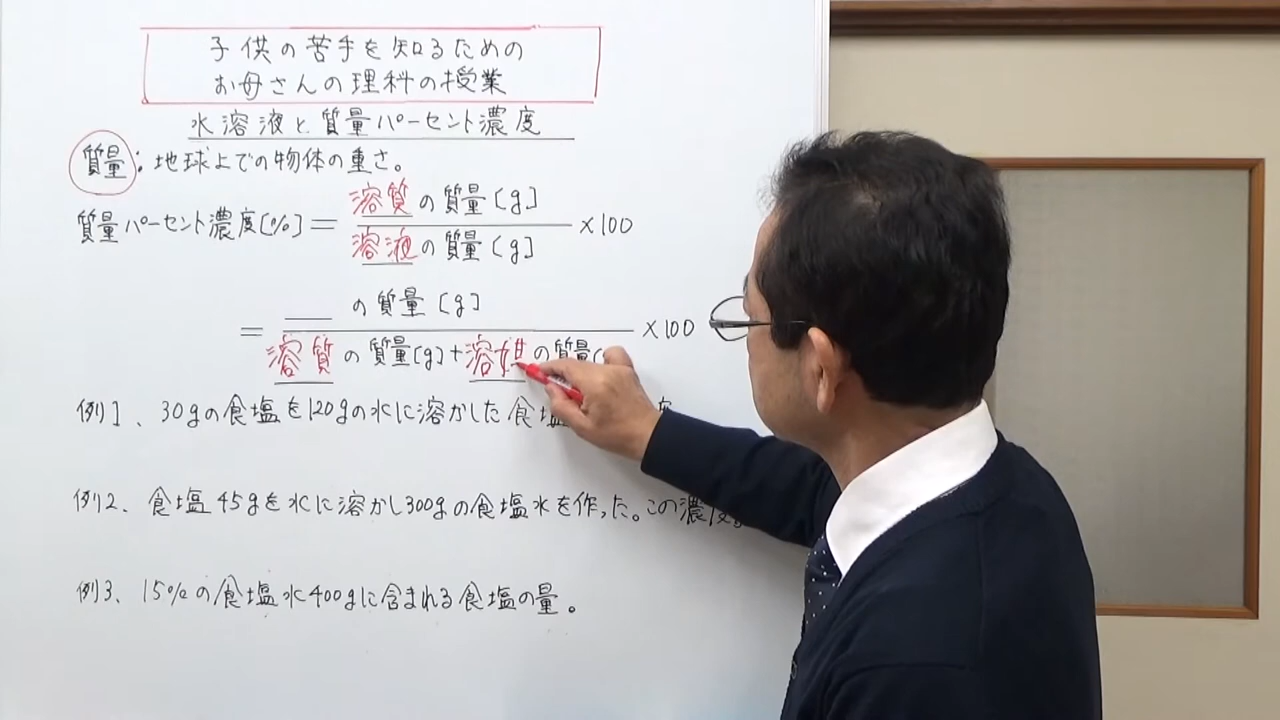 子供の苦手を知るための
お母さんの理科の授業
水溶液と質量パーセント濃度
質量：地球上での物体の重さ。
質量パーセント濃度[%] = 溶質の質量[g] / 溶液の質量[g] ×100
= ＿の質量[g] / 溶質の質量[g]+溶媒の質量 ×100
例1、30gの食塩を120gの水に溶かした食塩
例2、食塩45gを水に溶かし300gの食塩水を作った。この濃度。
例3、15%の食塩水400gに含まれる食塩の量。